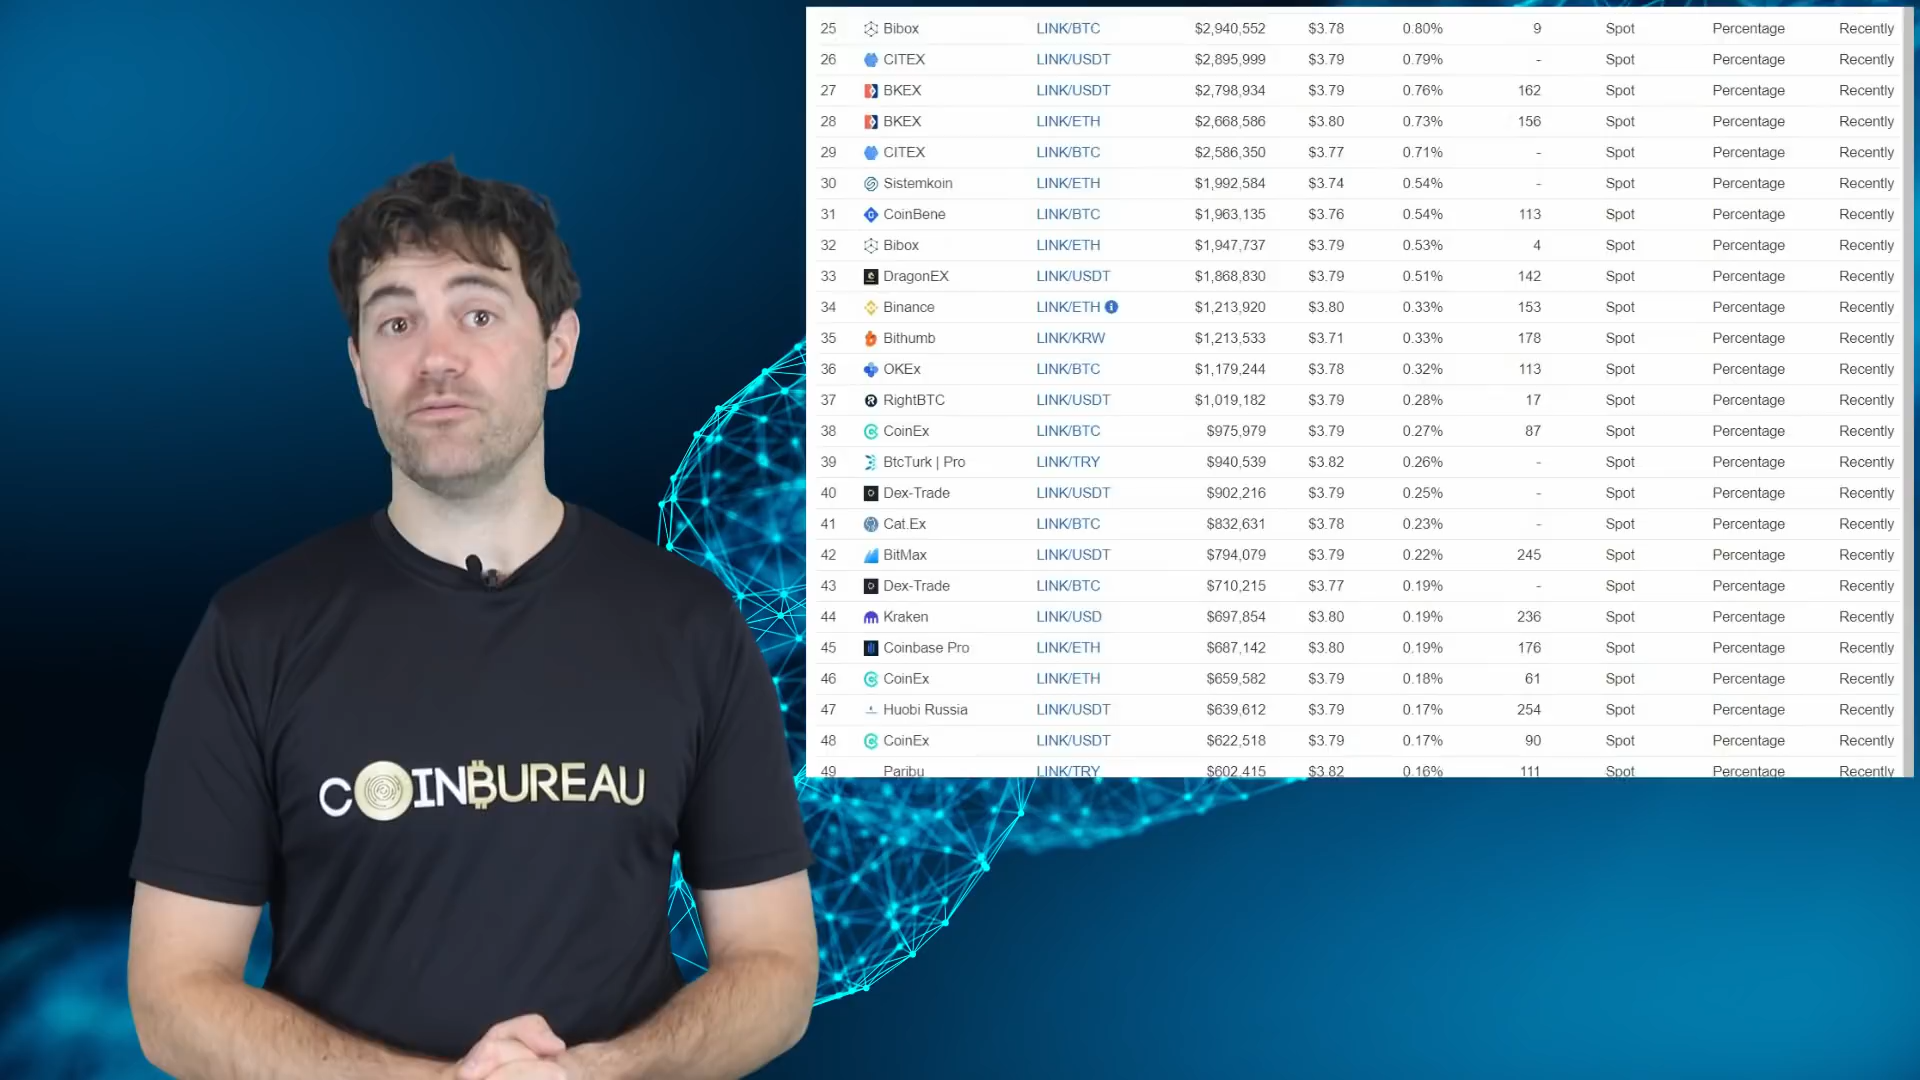 25 Bibox LINK/BTC $2,940,552 $3.78 0.80% 9 Spot Percentage Recently
26 CITEX LINK/USDT $2,895,999 $3.79 0.79% - Spot Percentage Recently
27 BKEX LINK/USDT $2,798,934 $3.79 0.76% 162 Spot Percentage Recently
28 BKEX LINK/ETH $2,668,586 $3.80 0.73% 156 Spot Percentage Recently
29 CITEX LINK/BTC $2,586,350 $3.77 0.71% - Spot Percentage Recently
30 Sistemkoin LINK/ETH $1,992,584 $3.74 0.54% - Spot Percentage Recently
31 CoinBene LINK/BTC $1,963,135 $3.76 0.54% 113 Spot Percentage Recently
32 Bibox LINK/ETH $1,947,737 $3.79 0.53% 4 Spot Percentage Recently
33 DragonEX LINK/USDT $1,868,830 $3.79 0.51% 142 Spot Percentage Recently
34 Binance LINK/ETH $1,213,920 $3.80 0.33% 153 Spot Percentage Recently
35 Bithumb LINK/KRW $1,213,533 $3.71 0.33% 178 Spot Percentage Recently
36 OKEx LINK/BTC $1,179,244 $3.78 0.32% 113 Spot Percentage Recently
37 RightBTC LINK/USDT $1,019,182 $3.79 0.28% 17 Spot Percentage Recently
38 CoinEx LINK/BTC $975,979 $3.79 0.27% 87 Spot Percentage Recently
39 BtcTurk | Pro LINK/TRY $940,539 $3.82 0.26% - Spot Percentage Recently
40 Dex-Trade LINK/USDT $902,216 $3.79 0.25% - Spot Percentage Recently
41 Cat.Ex LINK/BTC $832,631 $3.78 0.23% - Spot Percentage Recently
42 BitMax LINK/USDT $794,079 $3.79 0.22% 245 Spot Percentage Recently
43 Dex-Trade LINK/BTC $710,215 $3.77 0.19% - Spot Percentage Recently
44 Kraken LINK/USD $697,854 $3.80 0.19% 236 Spot Percentage Recently
45 Coinbase Pro LINK/ETH $687,142 $3.80 0.19% 176 Spot Percentage Recently
46 CoinEx LINK/ETH $659,582 $3.79 0.18% 61 Spot Percentage Recently
47 Huobi Russia LINK/USDT $639,612 $3.79 0.17% 254 Spot Percentage Recently
48 CoinEx LINK/USDT $622,518 $3.79 0.17% 90 Spot Percentage Recently
49 Paribu LINK/TRY $602,415 $3.82 0.16% 111 Spot Percentage Recently
COINBUREAU